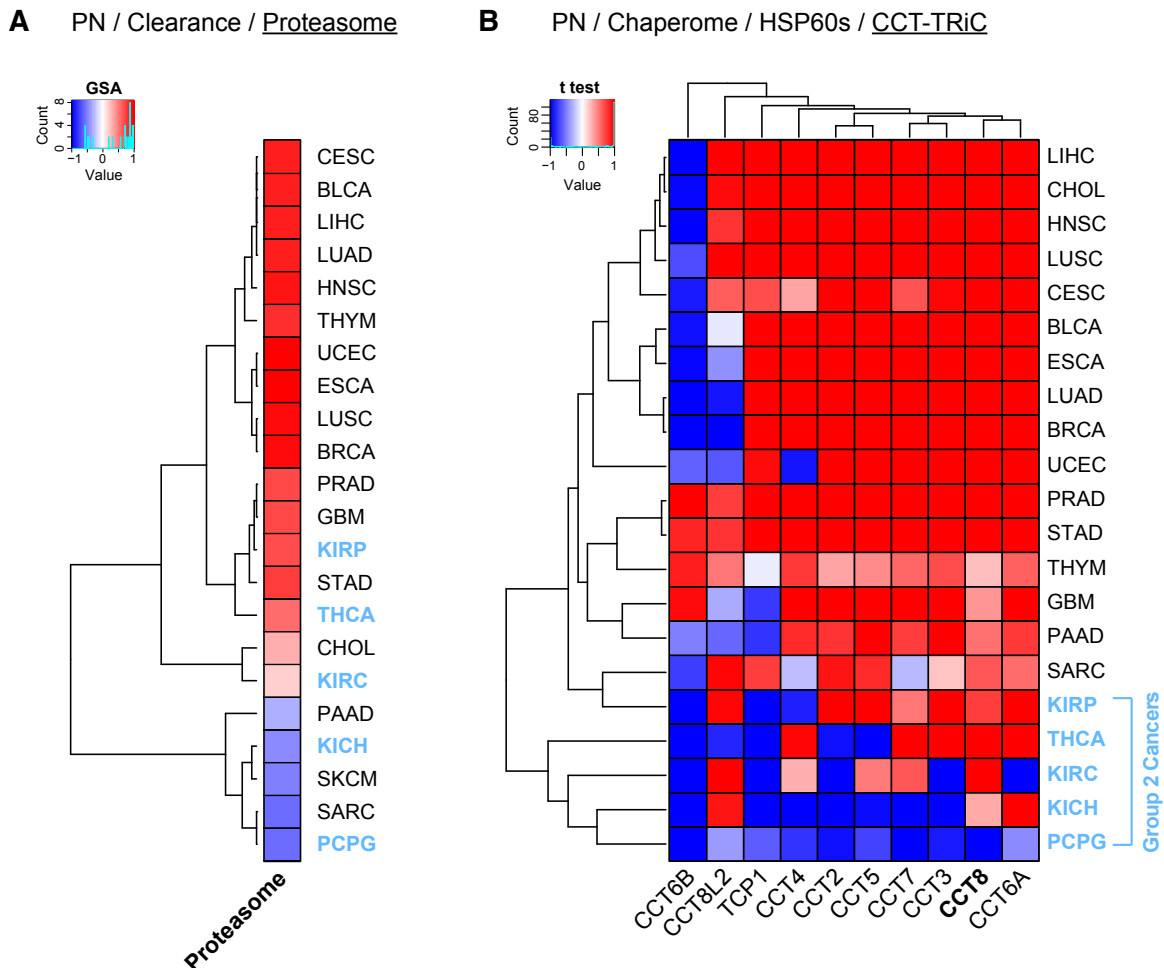 A PN / Clearance / Proteasome
GSA
Count
0 4 8
−1 0 1
Value
CESC
BLCA
LIHC
LUAD
HNSC
THYM
UCEC
ESCA
LUSC
BRCA
PRAD
GBM
KIRP
STAD
THCA
CHOL
KIRC
PAAD
KICH
SKCM
SARC
PCPG
Proteasome
B PN / Chaperome / HSP60s / CCT-TRiC
t test
Count
0 40 80
−1 0 1
Value
LIHC
CHOL
HNSC
LUSC
CESC
BLCA
ESCA
LUAD
BRCA
UCEC
PRAD
STAD
THYM
GBM
PAAD
SARC
KIRP
THCA
KIRC
KICH
PCPG
Group 2 Cancers
CCT6B
CCT8L2
TCP1
CCT4
CCT2
CCT5
CCT7
CCT3
CCT8
CCT6A